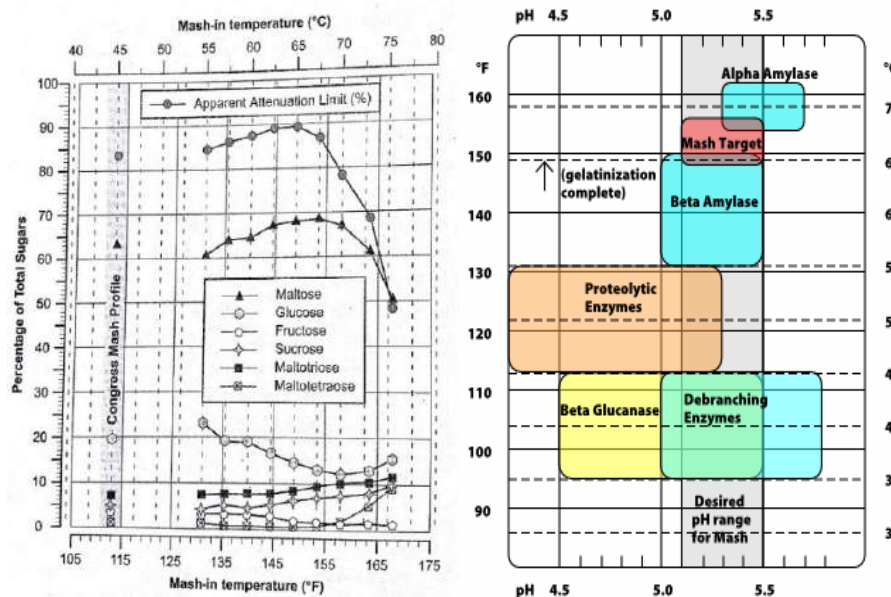 Mash-in temperature (°C)
40 45 50 55 60 65 70 75 80
100
90
80
70
60
50
40
30
20
10
0
Percentage of Total Sugars
Apparent Attenuation Limit (%)
Congress Mash Profile
Maltose
Glucose
Fructose
Sucrose
Maltotriose
Maltotetraose
105 115 125 135 145 155 165 175
Mash-in temperature (°F)
pH 4.5 5.0 5.5
°F
160
150
140
130
120
110
100
90
Alpha Amylase
Mash Target
(gelatinization
complete)
Beta Amylase
Proteolytic
Enzymes
Beta Glucanase
Debranching
Enzymes
Desired
pH range
for Mash
pH 4.5 5.0 5.5